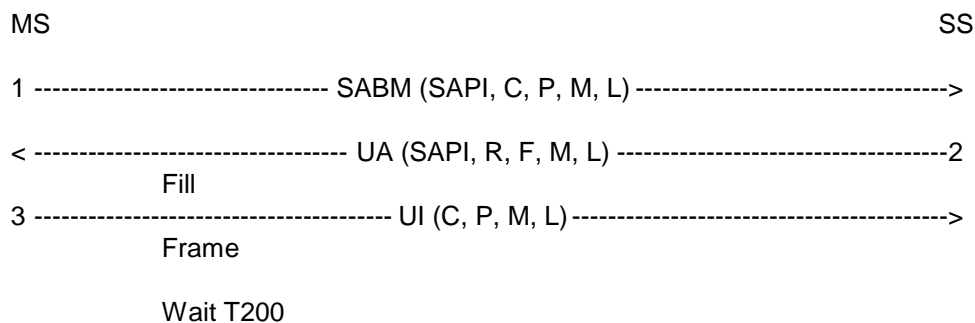 MS SS
1 --------------------------------- SABM (SAPI, C, P, M, L) ----------------------------------->
< ----------------------------------- UA (SAPI, R, F, M, L) -------------------------------------2
Fill
3 ---------------------------------------- UI (C, P, M, L)------------------------------------------>
Frame
Wait T200